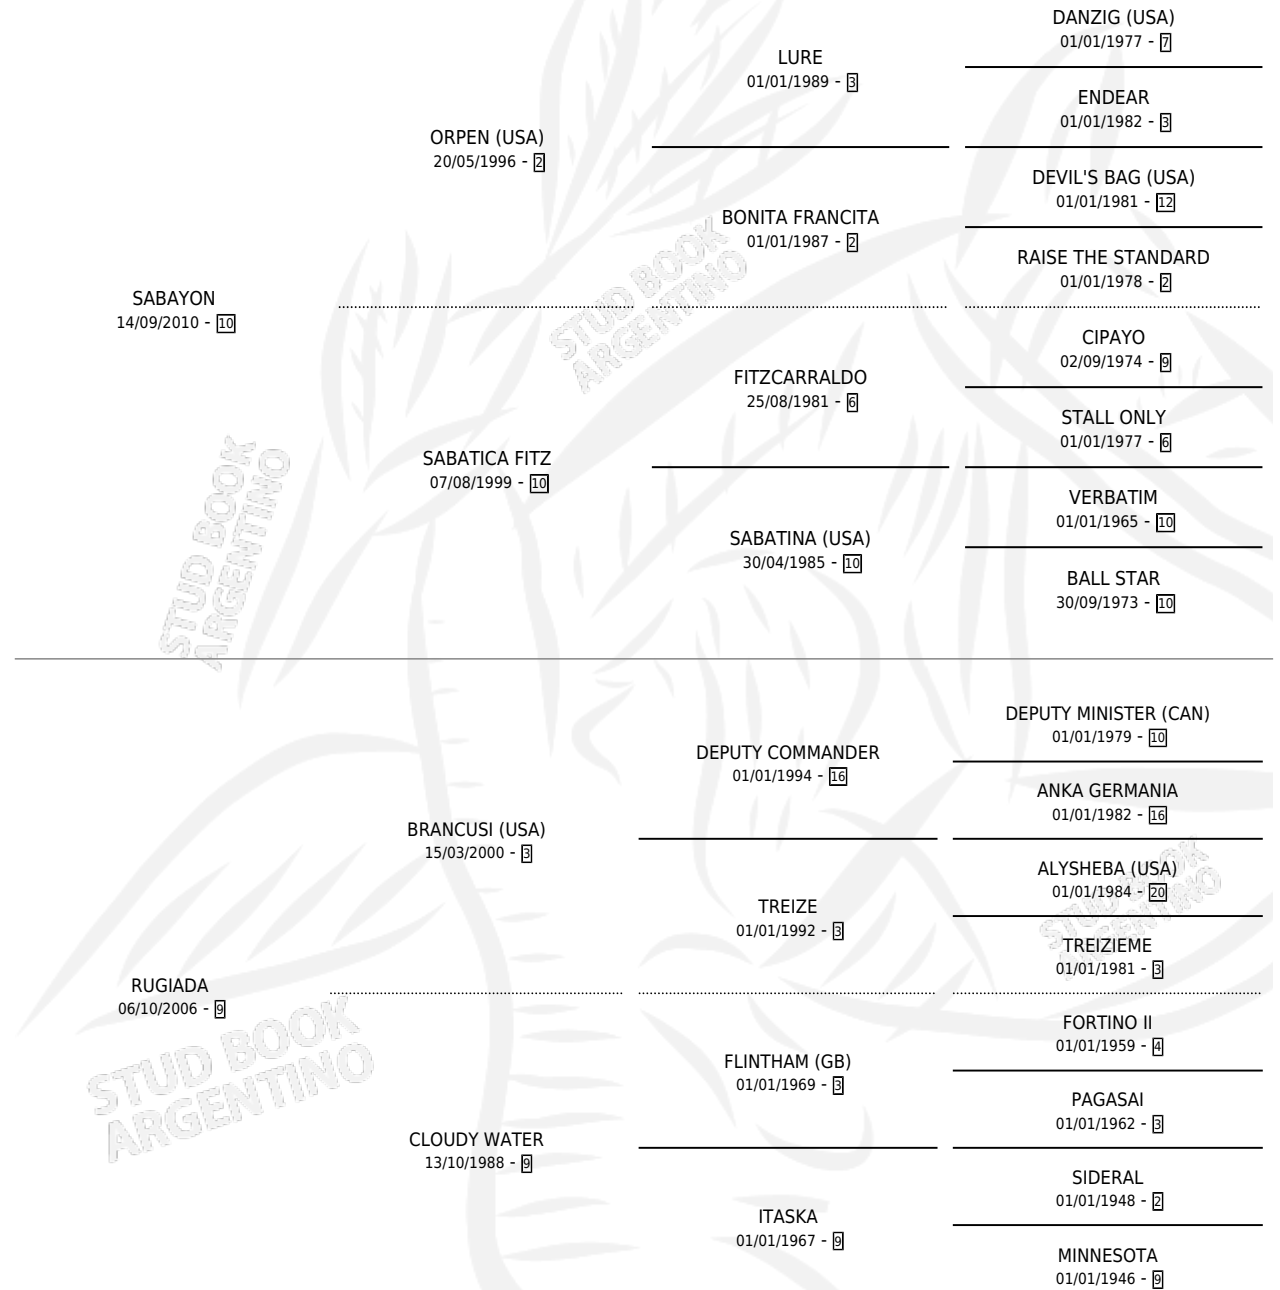 DANZIG (USA)
01/01/1977 - 7
LURE
01/01/1989 - 3
ENDEAR
01/01/1982 - 3
ORPEN (USA)
20/05/1996 - 2
DEVIL'S BAG (USA)
01/01/1981 - 12
BONITA FRANCITA
01/01/1987 - 2
RAISE THE STANDARD
01/01/1978 - 2
SABAYON
14/09/2010 - 10
CIPAYO
02/09/1974 - 9
FITZCARRALDO
25/08/1981 - 6
STALL ONLY
01/01/1977 - 6
SABATICA FITZ
07/08/1999 - 10
VERBATIM
01/01/1965 - 10
SABATINA (USA)
30/04/1985 - 10
BALL STAR
30/09/1973 - 10
DEPUTY MINISTER (CAN)
01/01/1979 - 10
DEPUTY COMMANDER
01/01/1994 - 16
ANKA GERMANIA
01/01/1982 - 16
BRANCUSI (USA)
15/03/2000 - 3
ALYSHEBA (USA)
01/01/1984 - 20
TREIZE
01/01/1992 - 3
TREIZIEME
01/01/1981 - 3
RUGIADA
06/10/2006 - 9
FORTINO II
01/01/1959 - 4
FLINTHAM (GB)
01/01/1969 - 3
PAGASAI
01/01/1962 - 3
CLOUDY WATER
13/10/1988 - 9
SIDERAL
01/01/1948 - 2
ITASKA
01/01/1967 - 9
MINNESOTA
01/01/1946 - 9
STUD BOOK
ARGENTINO
STUD BOOK
ARGENTINO
STUD BOOK
ARGENTINO
STUD BOOK
ARGENTINO